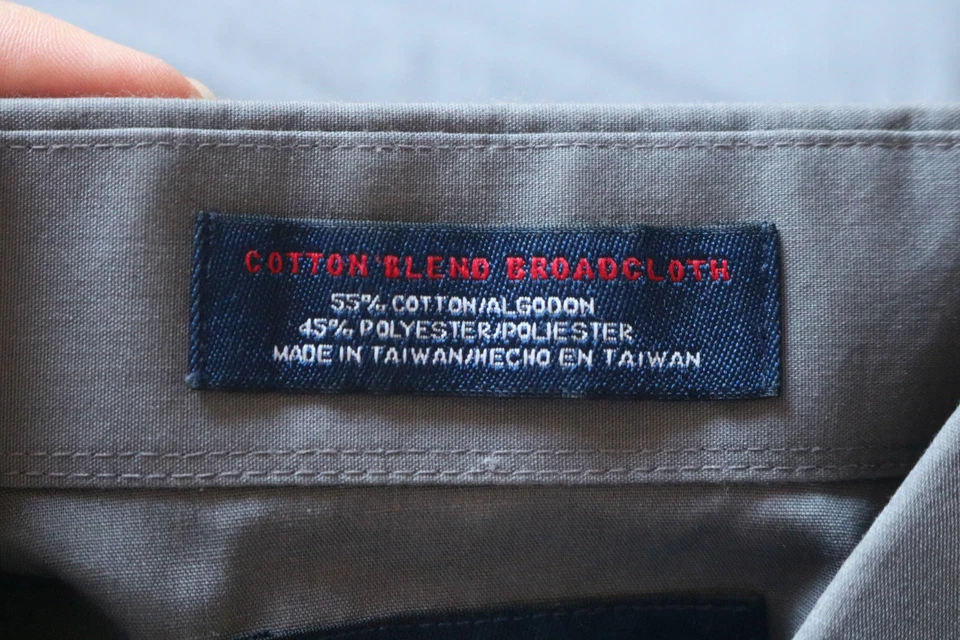 COTTON BLEND BROADCLOTH
55% COTTON/ALGODON
45% POLYESTER/POLIESTER
MADE IN TAIWAN/HECHO EN TAIWAN